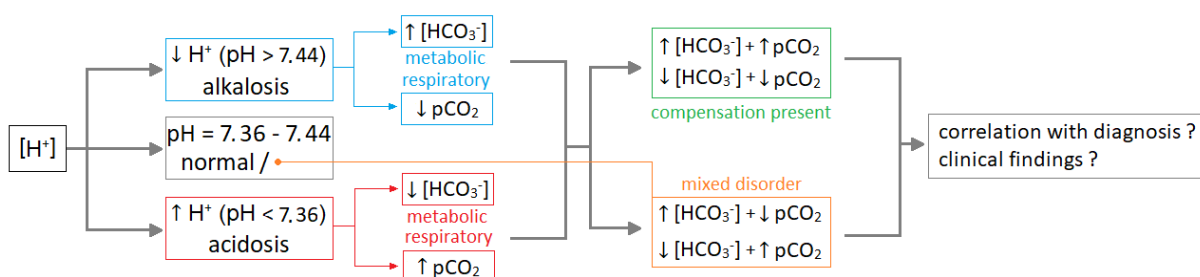 [H⁺]
↓ H⁺ (pH > 7.44)
alkalosis
pH = 7.36 - 7.44
normal /
↑ H⁺ (pH < 7.36)
acidosis
↑ [HCO₃⁻]
metabolic
respiratory
↓ pCO₂
↓ [HCO₃⁻]
metabolic
respiratory
↑ pCO₂
↑ [HCO₃⁻] + ↑ pCO₂
↓ [HCO₃⁻] + ↓ pCO₂
compensation present
mixed disorder
↑ [HCO₃⁻] + ↓ pCO₂
↓ [HCO₃⁻] + ↑ pCO₂
correlation with diagnosis ?
clinical findings ?